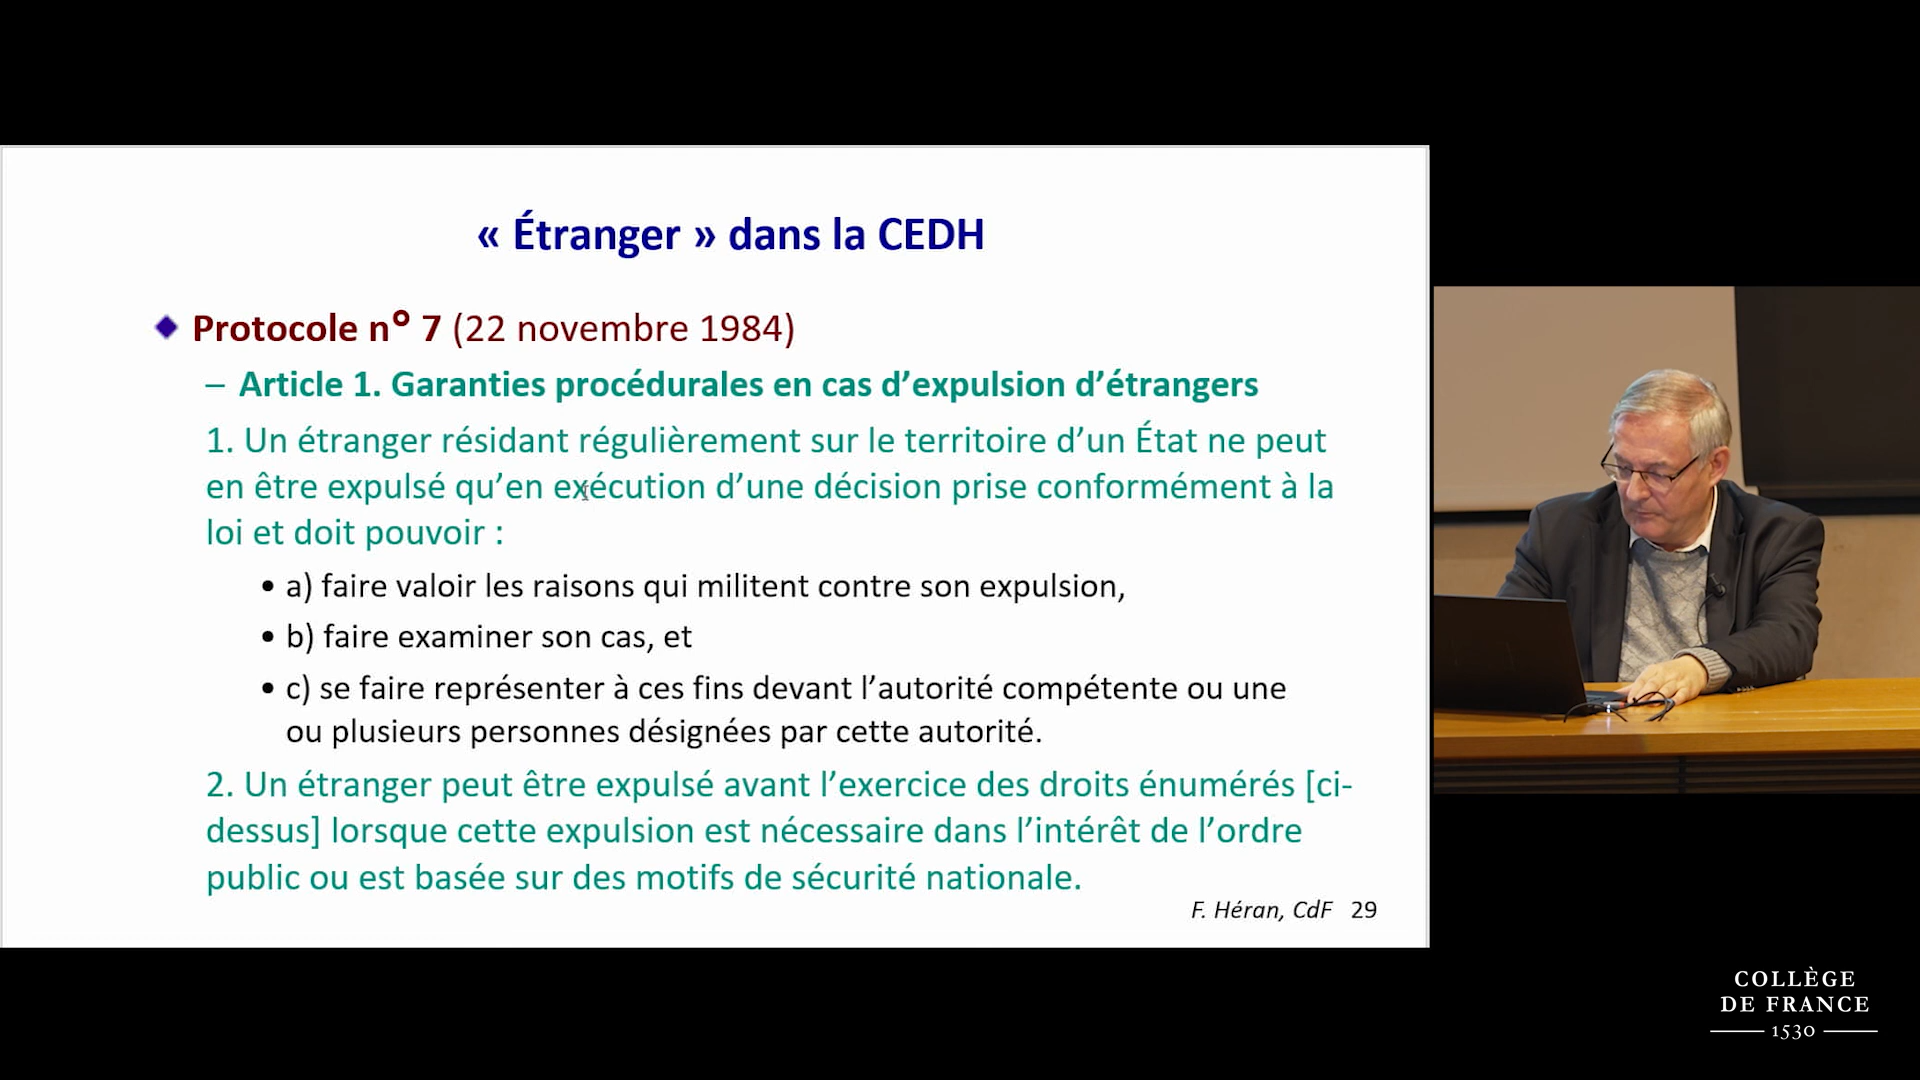 « Étranger » dans la CEDH
Protocole n° 7 (22 novembre 1984)
– Article 1. Garanties procédurales en cas d’expulsion d’étrangers
1. Un étranger résidant régulièrement sur le territoire d’un État ne peut
en être expulsé qu’en exécution d’une décision prise conformément à la
loi et doit pouvoir :
• a) faire valoir les raisons qui militent contre son expulsion,
• b) faire examiner son cas, et
• c) se faire représenter à ces fins devant l’autorité compétente ou une
ou plusieurs personnes désignées par cette autorité.
2. Un étranger peut être expulsé avant l’exercice des droits énumérés [ci-
dessus] lorsque cette expulsion est nécessaire dans l’intérêt de l’ordre
public ou est basée sur des motifs de sécurité nationale.
F. Héran, CdF 29
COLLÈGE
DE FRANCE
1530